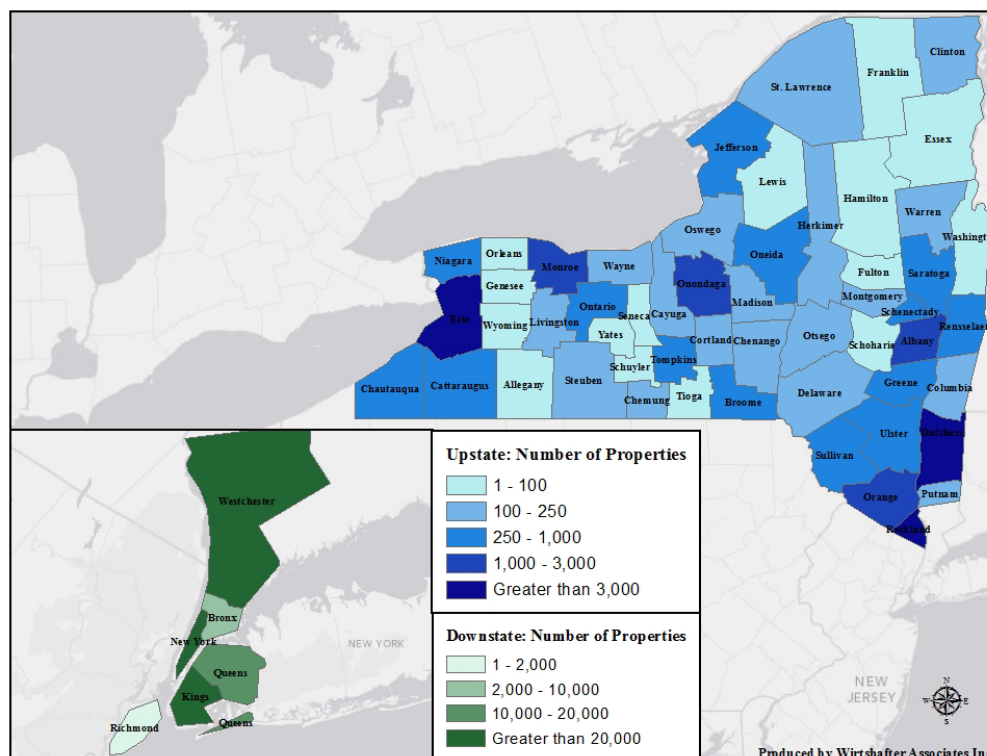 Clinton
Franklin
St. Lawrence
Essex
Jefferson
Lewis
Hamilton
Warren
Herkimer
Oswego
Washingt
Oneida
Orleans
Niagara
Monroe
Wayne
Fulton
Saratoga
Genesee
Onondaga
Madison
Montgomery
Ontario
Seneca
Cayuga
Schenectady
Erie
Wyoming
Livingston
Rensselaer
Yates
Otsego
Cortland
Chenango
Schoharie
Albany
Tompkins
Schuyler
Chautauqua
Cattaraugus
Allegany
Steuben
Chemung
Tioga
Broome
Delaware
Greene
Columbia
Ulster
Dutchess
Sullivan
Orange
Putnam
Rockland
Westchester
Bronx
New York
NEW YORK
Queens
Kings
Queens
Richmond
Upstate: Number of Properties
1 - 100
100 - 250
250 - 1,000
1,000 - 3,000
Greater than 3,000
Downstate: Number of Properties
1 - 2,000
2,000 - 10,000
10,000 - 20,000
Greater than 20,000
NEW
JERSEY
N
W E
S
Produced by Wirtshafter Associates In